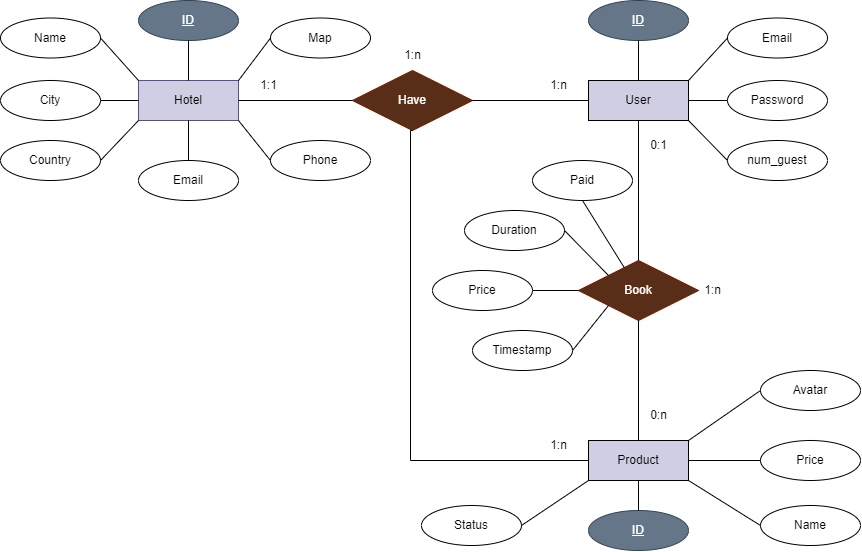 ID
ID
Name
Map
Email
1:n
1:1
1:n
City
Hotel
Have
User
Password
0:1
Country
Phone
num_guest
Email
Paid
Duration
Price
Book
1:n
Timestamp
Avatar
0:n
1:n
Product
Price
Status
ID
Name